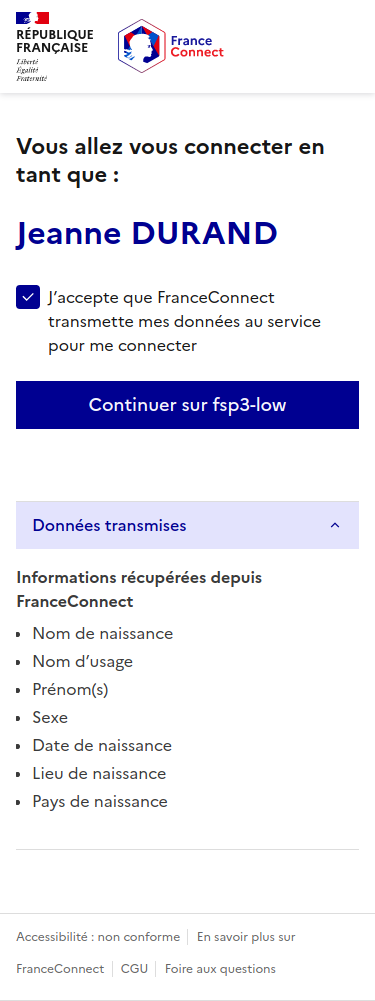 RÉPUBLIQUE
FRANÇAISE
Liberté
Égalité
Fraternité
France
Connect
Vous allez vous connecter en
tant que :
Jeanne DURAND
J’accepte que FranceConnect
transmette mes données au service
pour me connecter
Continuer sur fsp3-low
Données transmises
Informations récupérées depuis
FranceConnect
Nom de naissance
Nom d’usage
Prénom(s)
Sexe
Date de naissance
Lieu de naissance
Pays de naissance
Accessibilité : non conforme
En savoir plus sur
FranceConnect
CGU
Foire aux questions